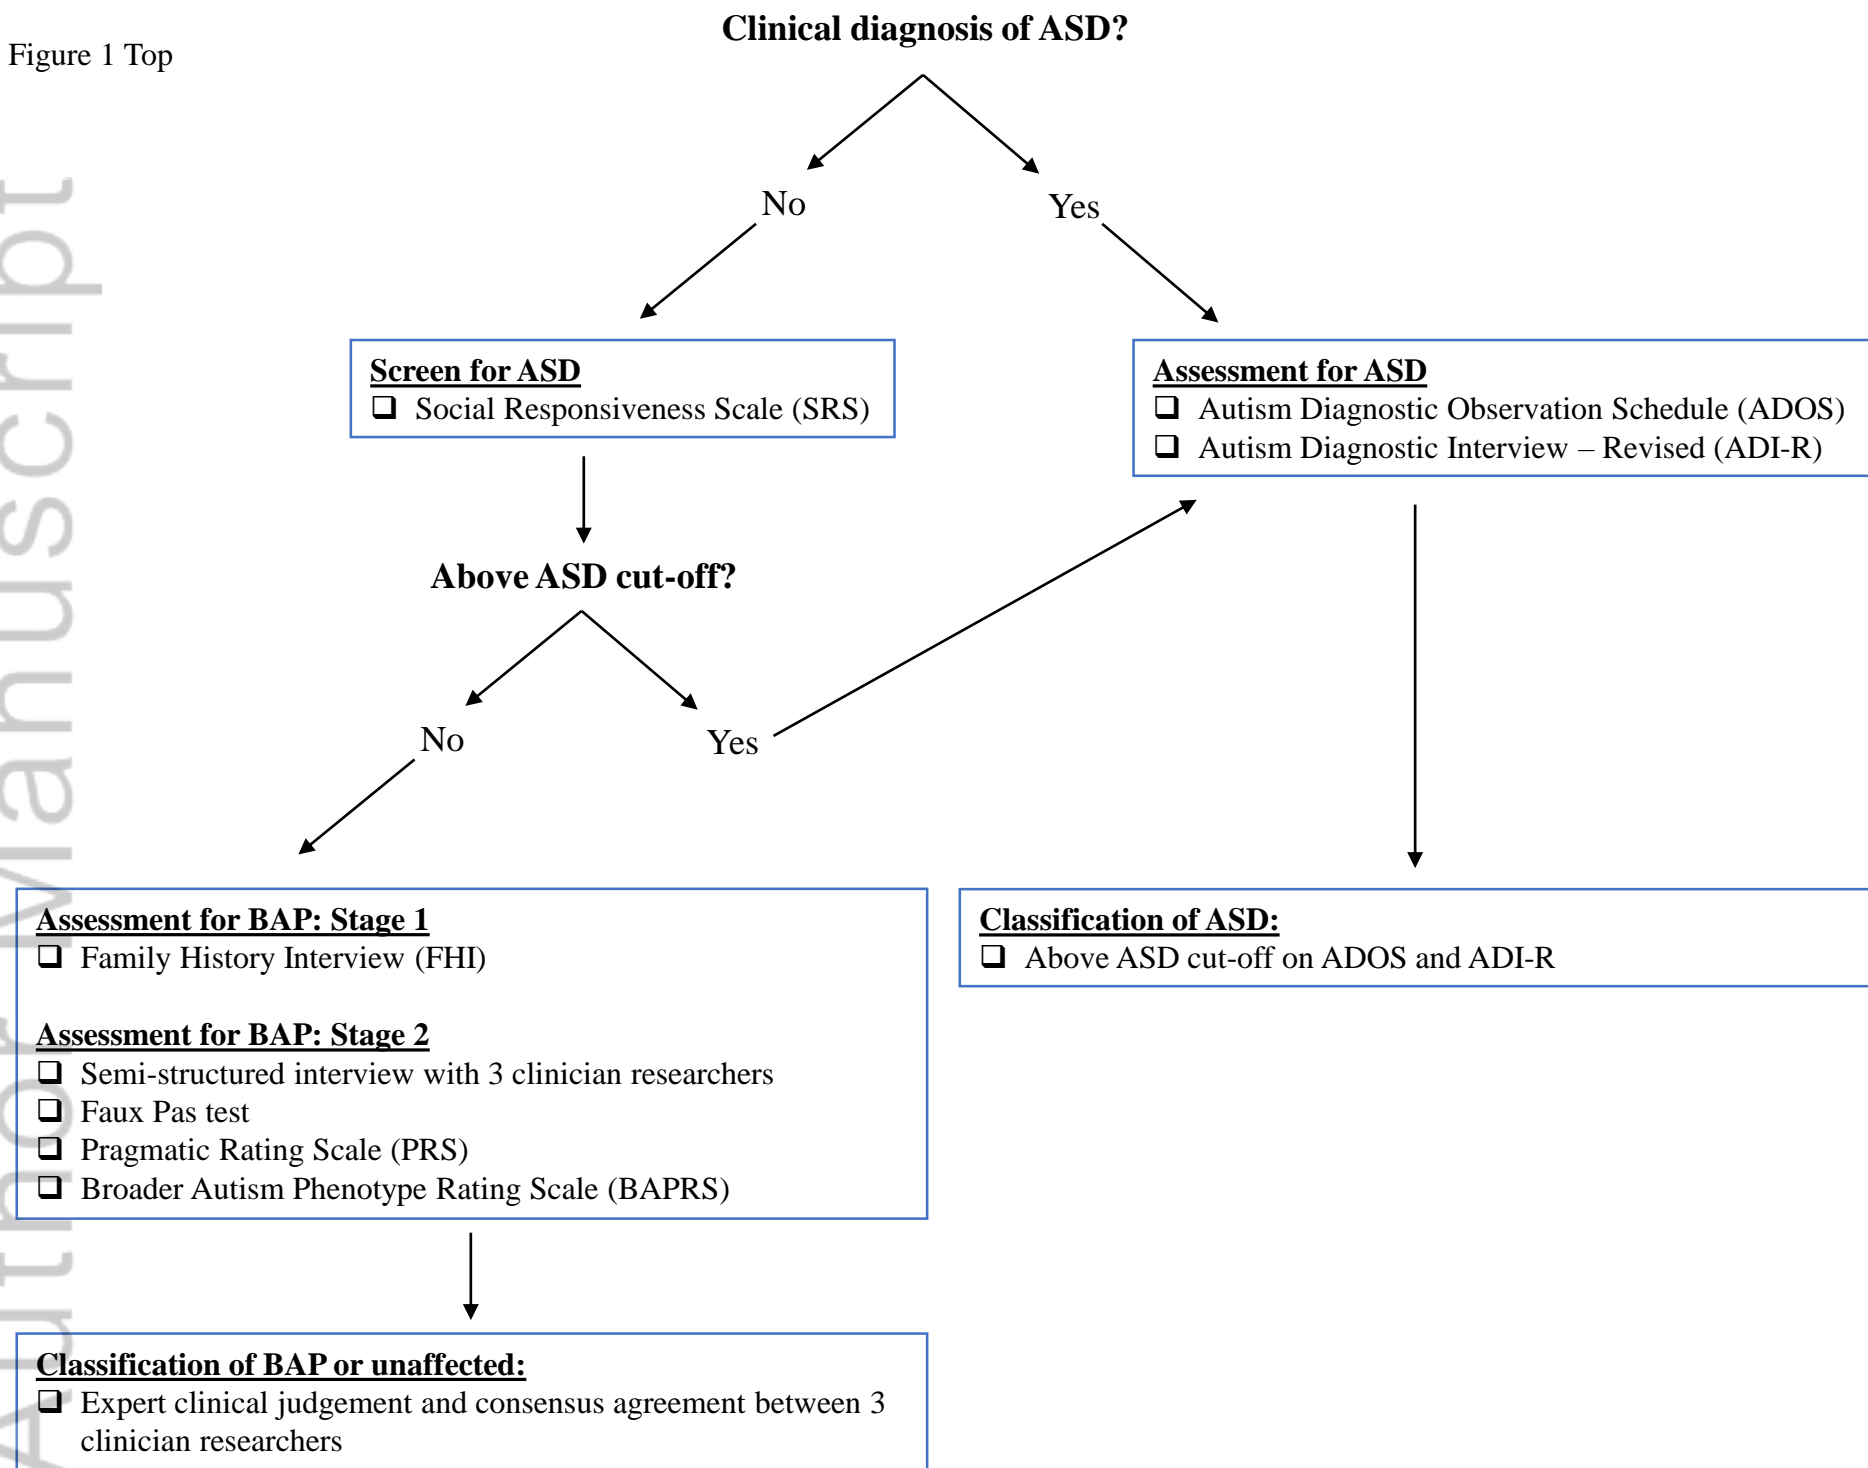 Figure 1 Top
Clinical diagnosis of ASD?
No
Yes
Screen for ASD
Social Responsiveness Scale (SRS)
Assessment for ASD
Autism Diagnostic Observation Schedule (ADOS)
Autism Diagnostic Interview – Revised (ADI-R)
Above ASD cut-off?
No
Yes
Assessment for BAP: Stage 1
Family History Interview (FHI)
Assessment for BAP: Stage 2
Semi-structured interview with 3 clinician researchers
Faux Pas test
Pragmatic Rating Scale (PRS)
Broader Autism Phenotype Rating Scale (BAPRS)
Classification of ASD:
Above ASD cut-off on ADOS and ADI-R
Classification of BAP or unaffected:
Expert clinical judgement and consensus agreement between 3
clinician researchers
Author Manuscript